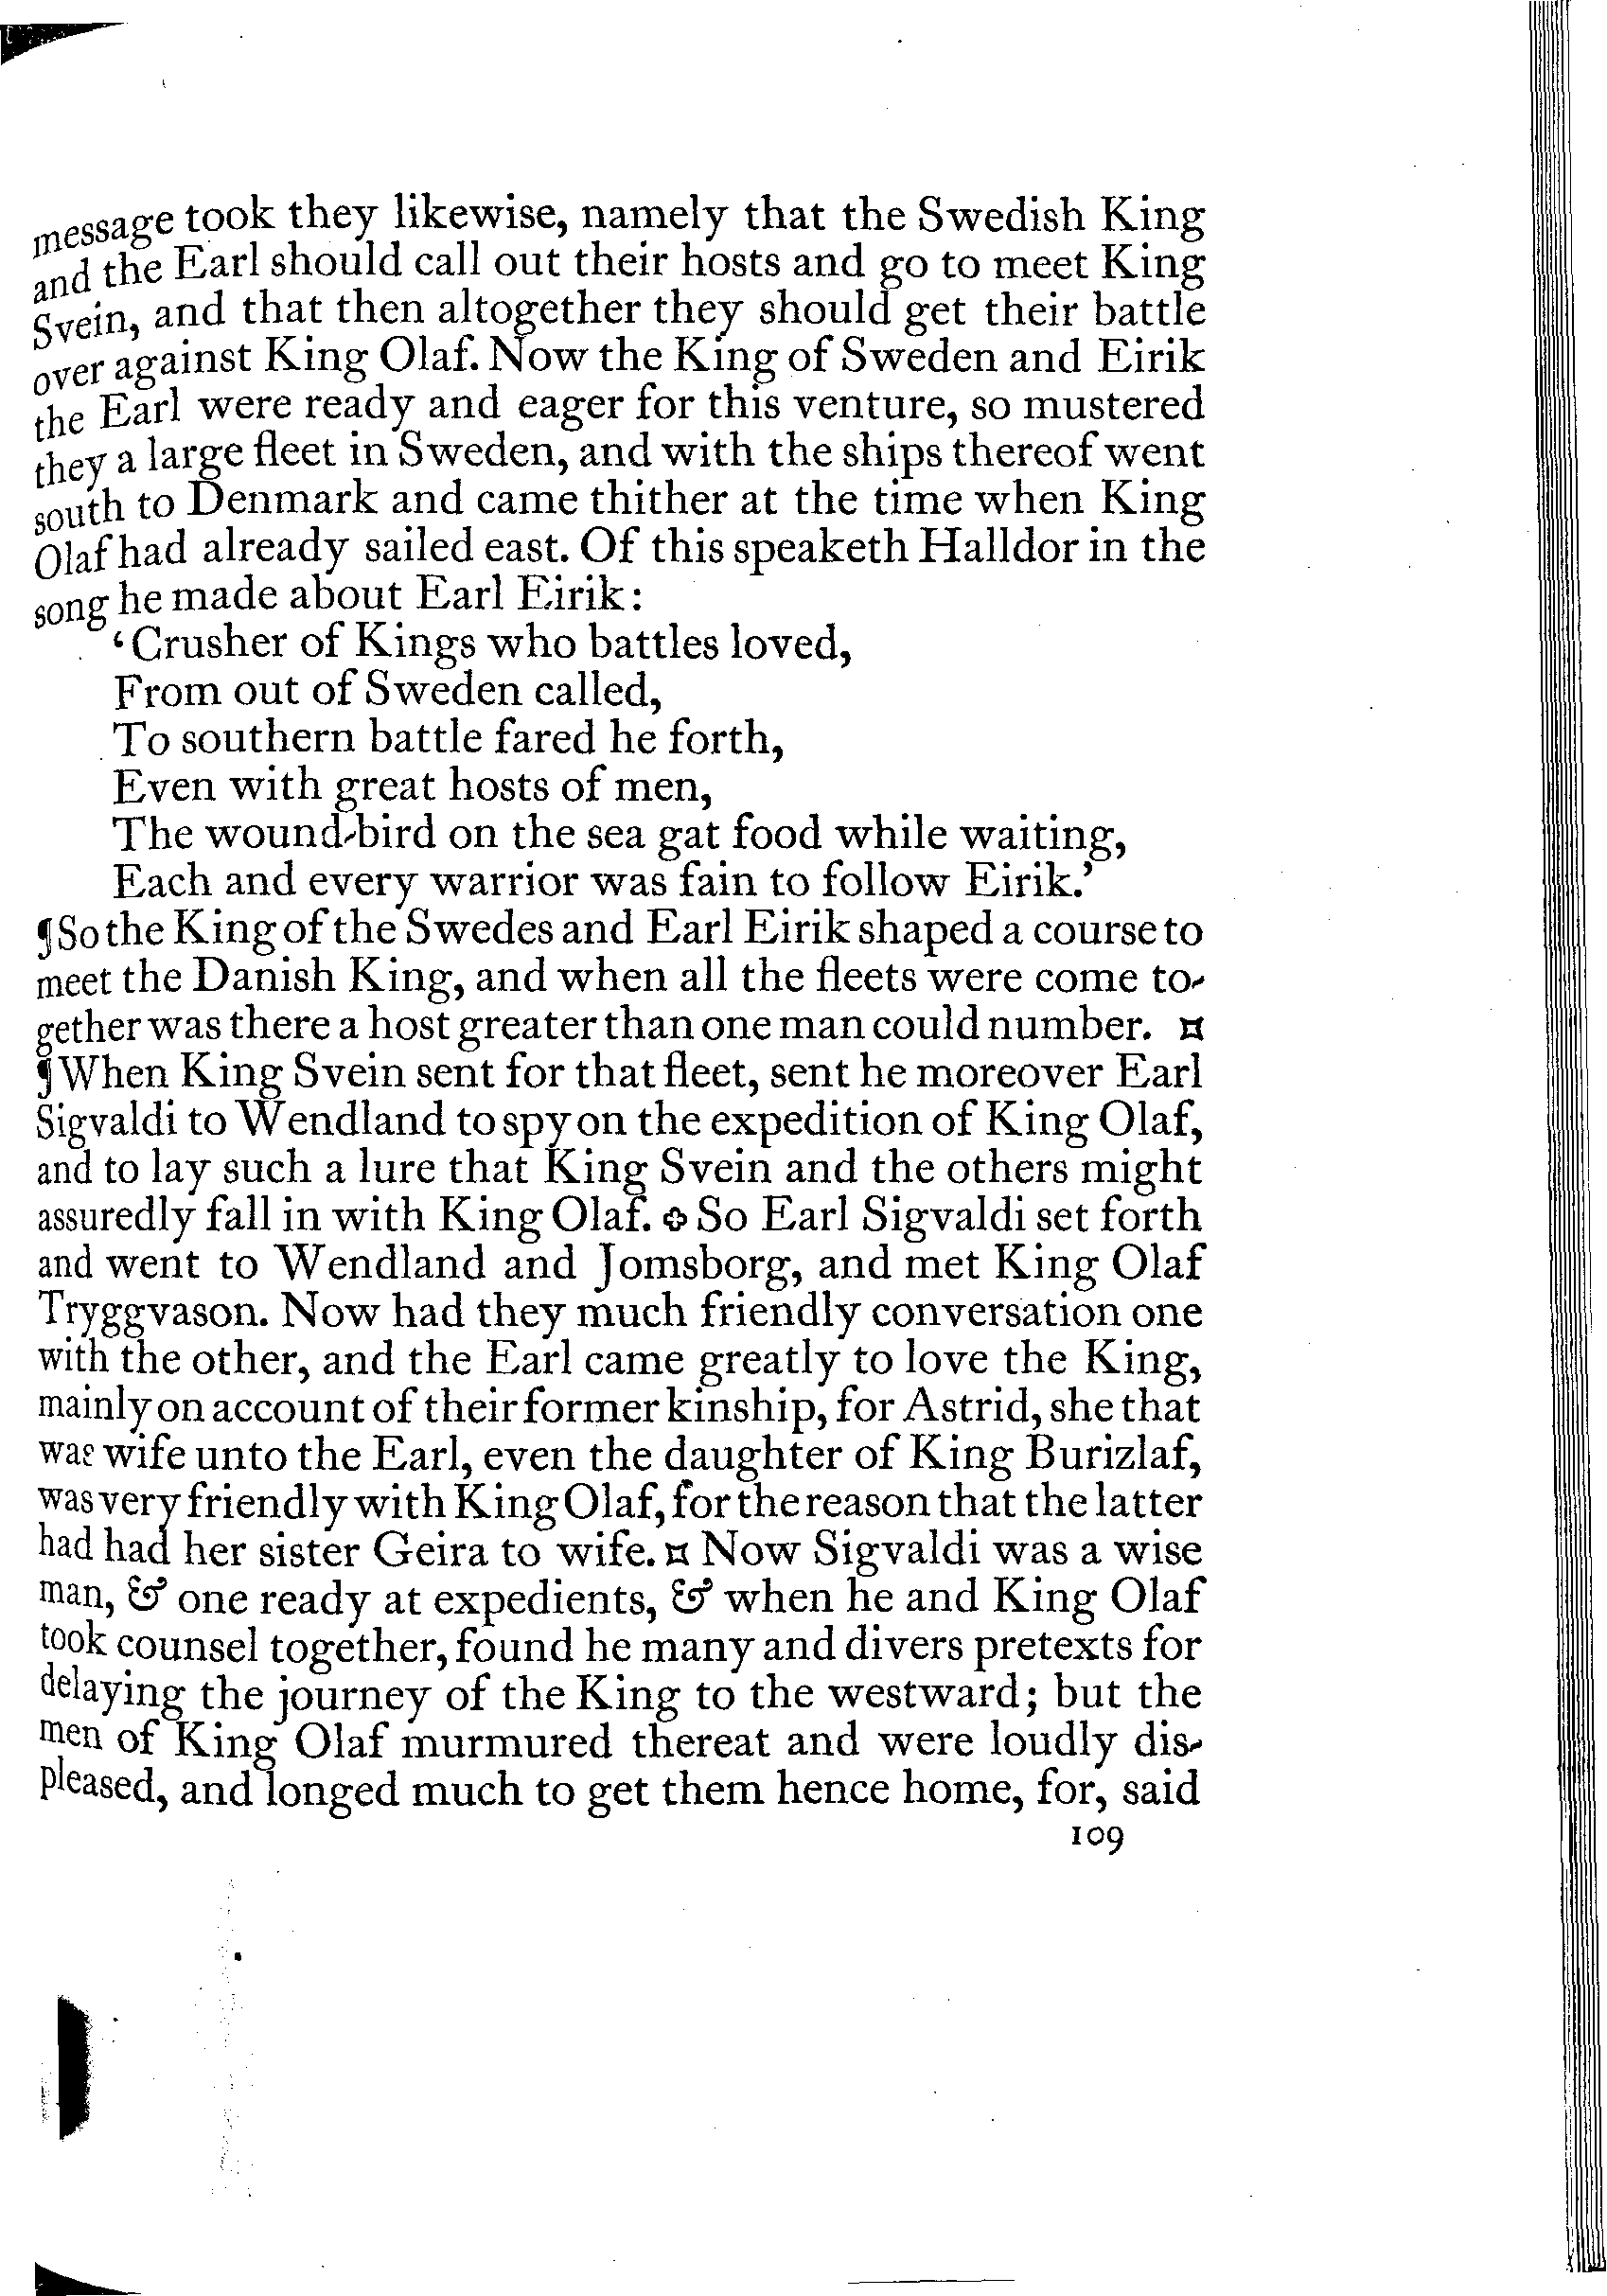 message took they likewise, namely that the Swedish King
and the Earl should call out their hosts and go to meet King
Svein, and that then altogether they should get their battle
over against King Olaf. Now the King of Sweden and Eirik
the Earl were ready and eager for this venture, so mustered
they a large fleet in Sweden, and with the ships thereof went
south to Denmark and came thither at the time when King
Olaf had already sailed east. Of this speaketh Halldor in the
song he made about Earl Eirik:
‘Crusher of Kings who battles loved,
From out of Sweden called,
To southern battle fared he forth,
Even with great hosts of men,
The wound-bird on the sea gat food while waiting,
Each and every warrior was fain to follow Eirik.’
¶So the King of the Swedes and Earl Eirik shaped a course to
meet the Danish King, and when all the fleets were come to-
gether was there a host greater than one man could number. ¤
¶When King Svein sent for that fleet, sent he moreover Earl
Sigvaldi to Wendland to spy on the expedition of King Olaf,
and to lay such a lure that King Svein and the others might
assuredly fall in with King Olaf. ✥ So Earl Sigvaldi set forth
and went to Wendland and Jomsborg, and met King Olaf
Tryggvason. Now had they much friendly conversation one
with the other, and the Earl came greatly to love the King,
mainly on account of their former kinship, for Astrid, she that
was wife unto the Earl, even the daughter of King Burizlaf,
was very friendly with King Olaf, for the reason that the latter
had had her sister Geira to wife. ¤ Now Sigvaldi was a wise
man, & one ready at expedients, & when he and King Olaf
took counsel together, found he many and divers pretexts for
delaying the journey of the King to the westward; but the
men of King Olaf murmured thereat and were loudly dis-
pleased, and longed much to get them hence home, for, said
109